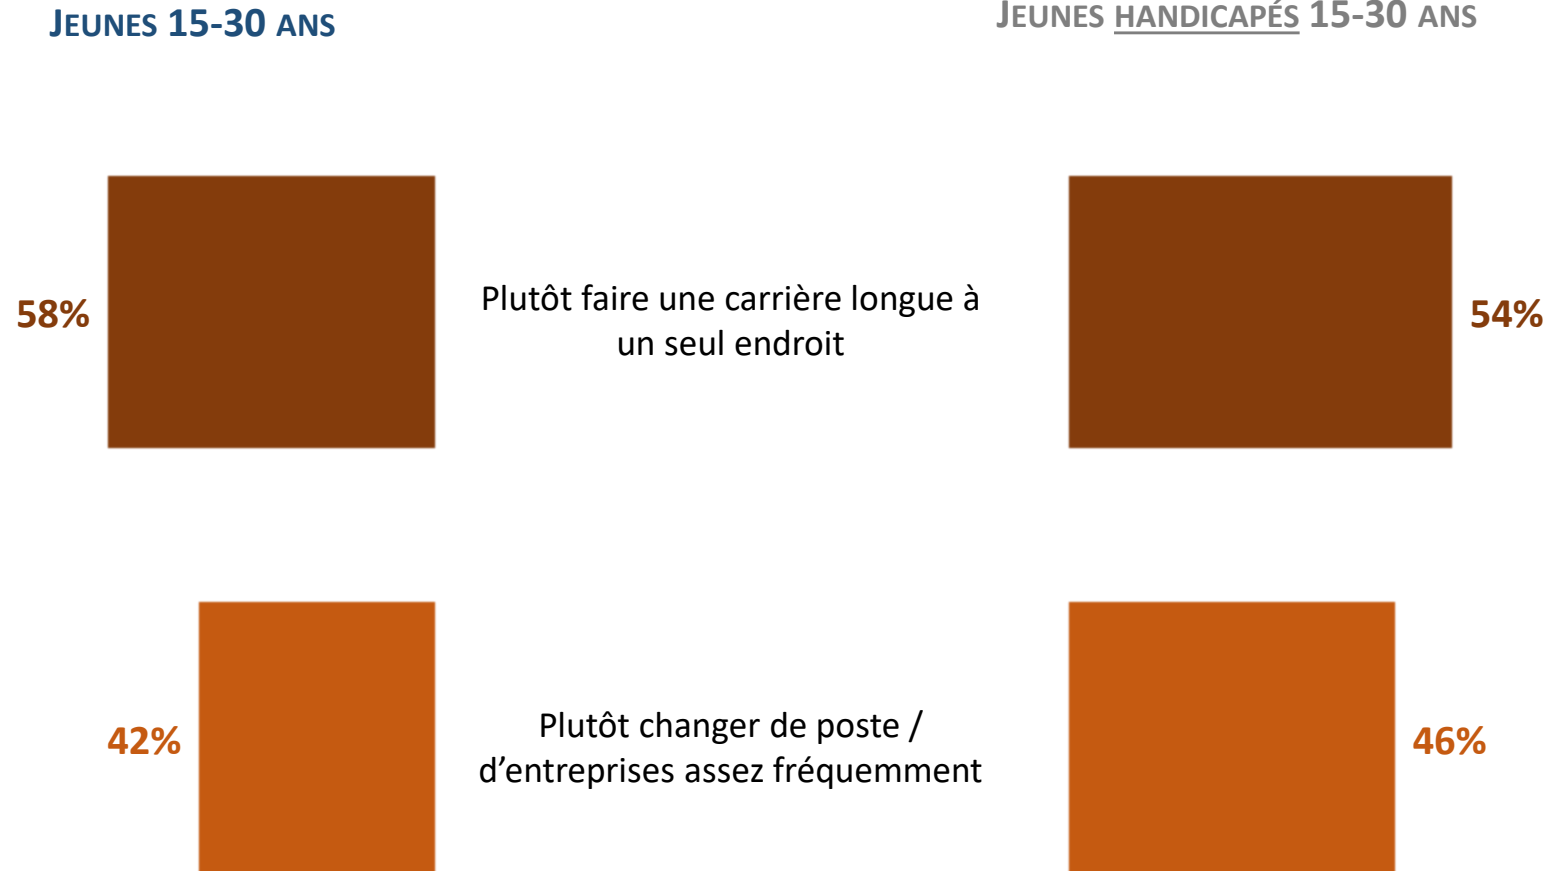 JEUNES 15-30 ANS
JEUNES HANDICAPÉS 15-30 ANS
58%
Plutôt faire une carrière longue à
un seul endroit
54%
42%
Plutôt changer de poste /
d’entreprises assez fréquemment
46%